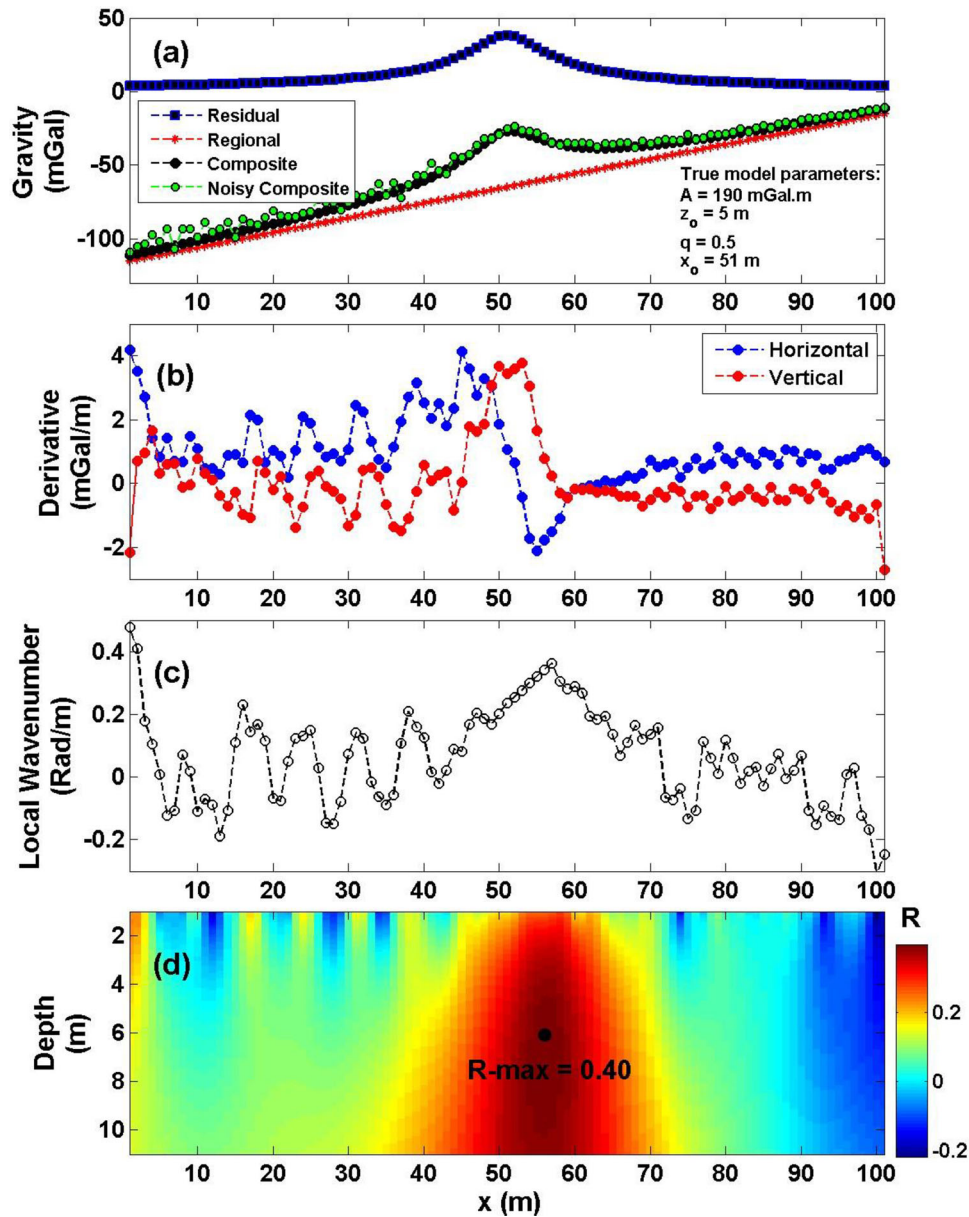 50
0
-50
-100
Gravity
(mGal)
(a)
Residual
Regional
Composite
Noisy Composite
True model parameters:
A = 190 mGal.m
zo = 5 m
q = 0.5
xo = 51 m
10 20 30 40 50 60 70 80 90 100
4
2
0
-2
Derivative
(mGal/m)
(b)
Horizontal
Vertical
10 20 30 40 50 60 70 80 90 100
0.4
0.2
0
-0.2
Local Wavenumber
(Rad/m)
(c)
10 20 30 40 50 60 70 80 90 100
2
4
6
8
10
Depth
(m)
(d)
R-max = 0.40
R
0.2
0
-0.2
10 20 30 40 50 60 70 80 90 100
x (m)